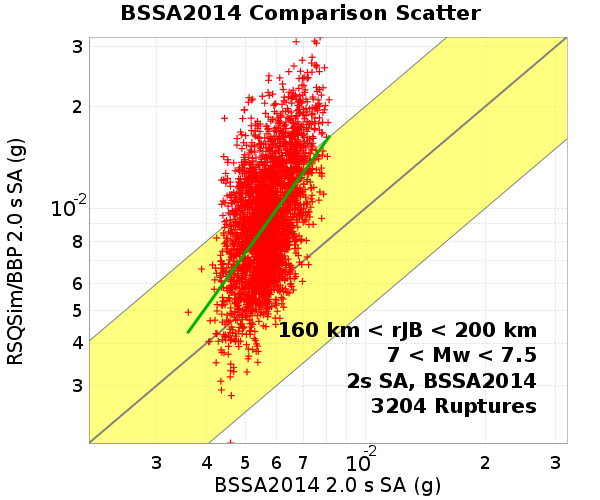 BSSA2014 Comparison Scatter
RSQSim/BBP 2.0 s SA (g)
3
2
10-2
8
6
5
4
3
160 km < rJB < 200 km
7 < Mw < 7.5
2s SA, BSSA2014
3204 Ruptures
3 4 5 6 7 10-2 2 3
BSSA2014 2.0 s SA (g)